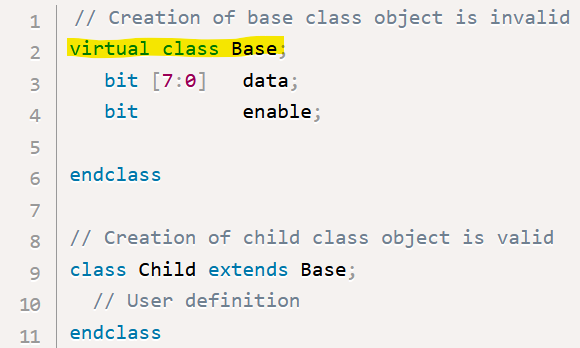 1 // Creation of base class object is invalid
2 virtual class Base;
3 bit [7:0] data;
4 bit enable;
5
6 endclass
7
8 // Creation of child class object is valid
9 class Child extends Base;
10 // User definition
11 endclass